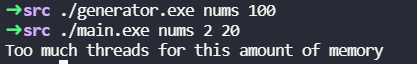 ➜src ./generator.exe nums 100
➜src ./main.exe nums 2 20
Too much threads for this amount of memory